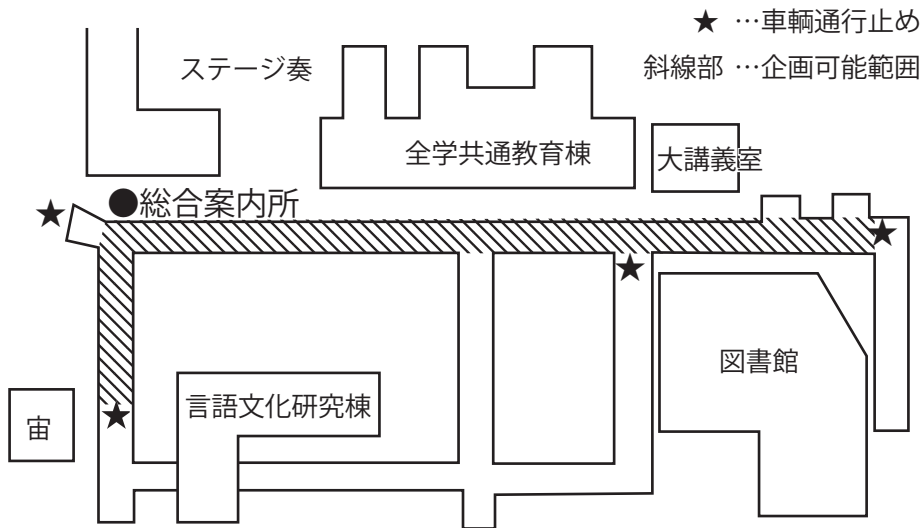 ★ …車輌通行止め
斜線部 …企画可能範囲
ステージ奏
全学共通教育棟
大講義室
●総合案内所
図書館
言語文化研究棟
宙